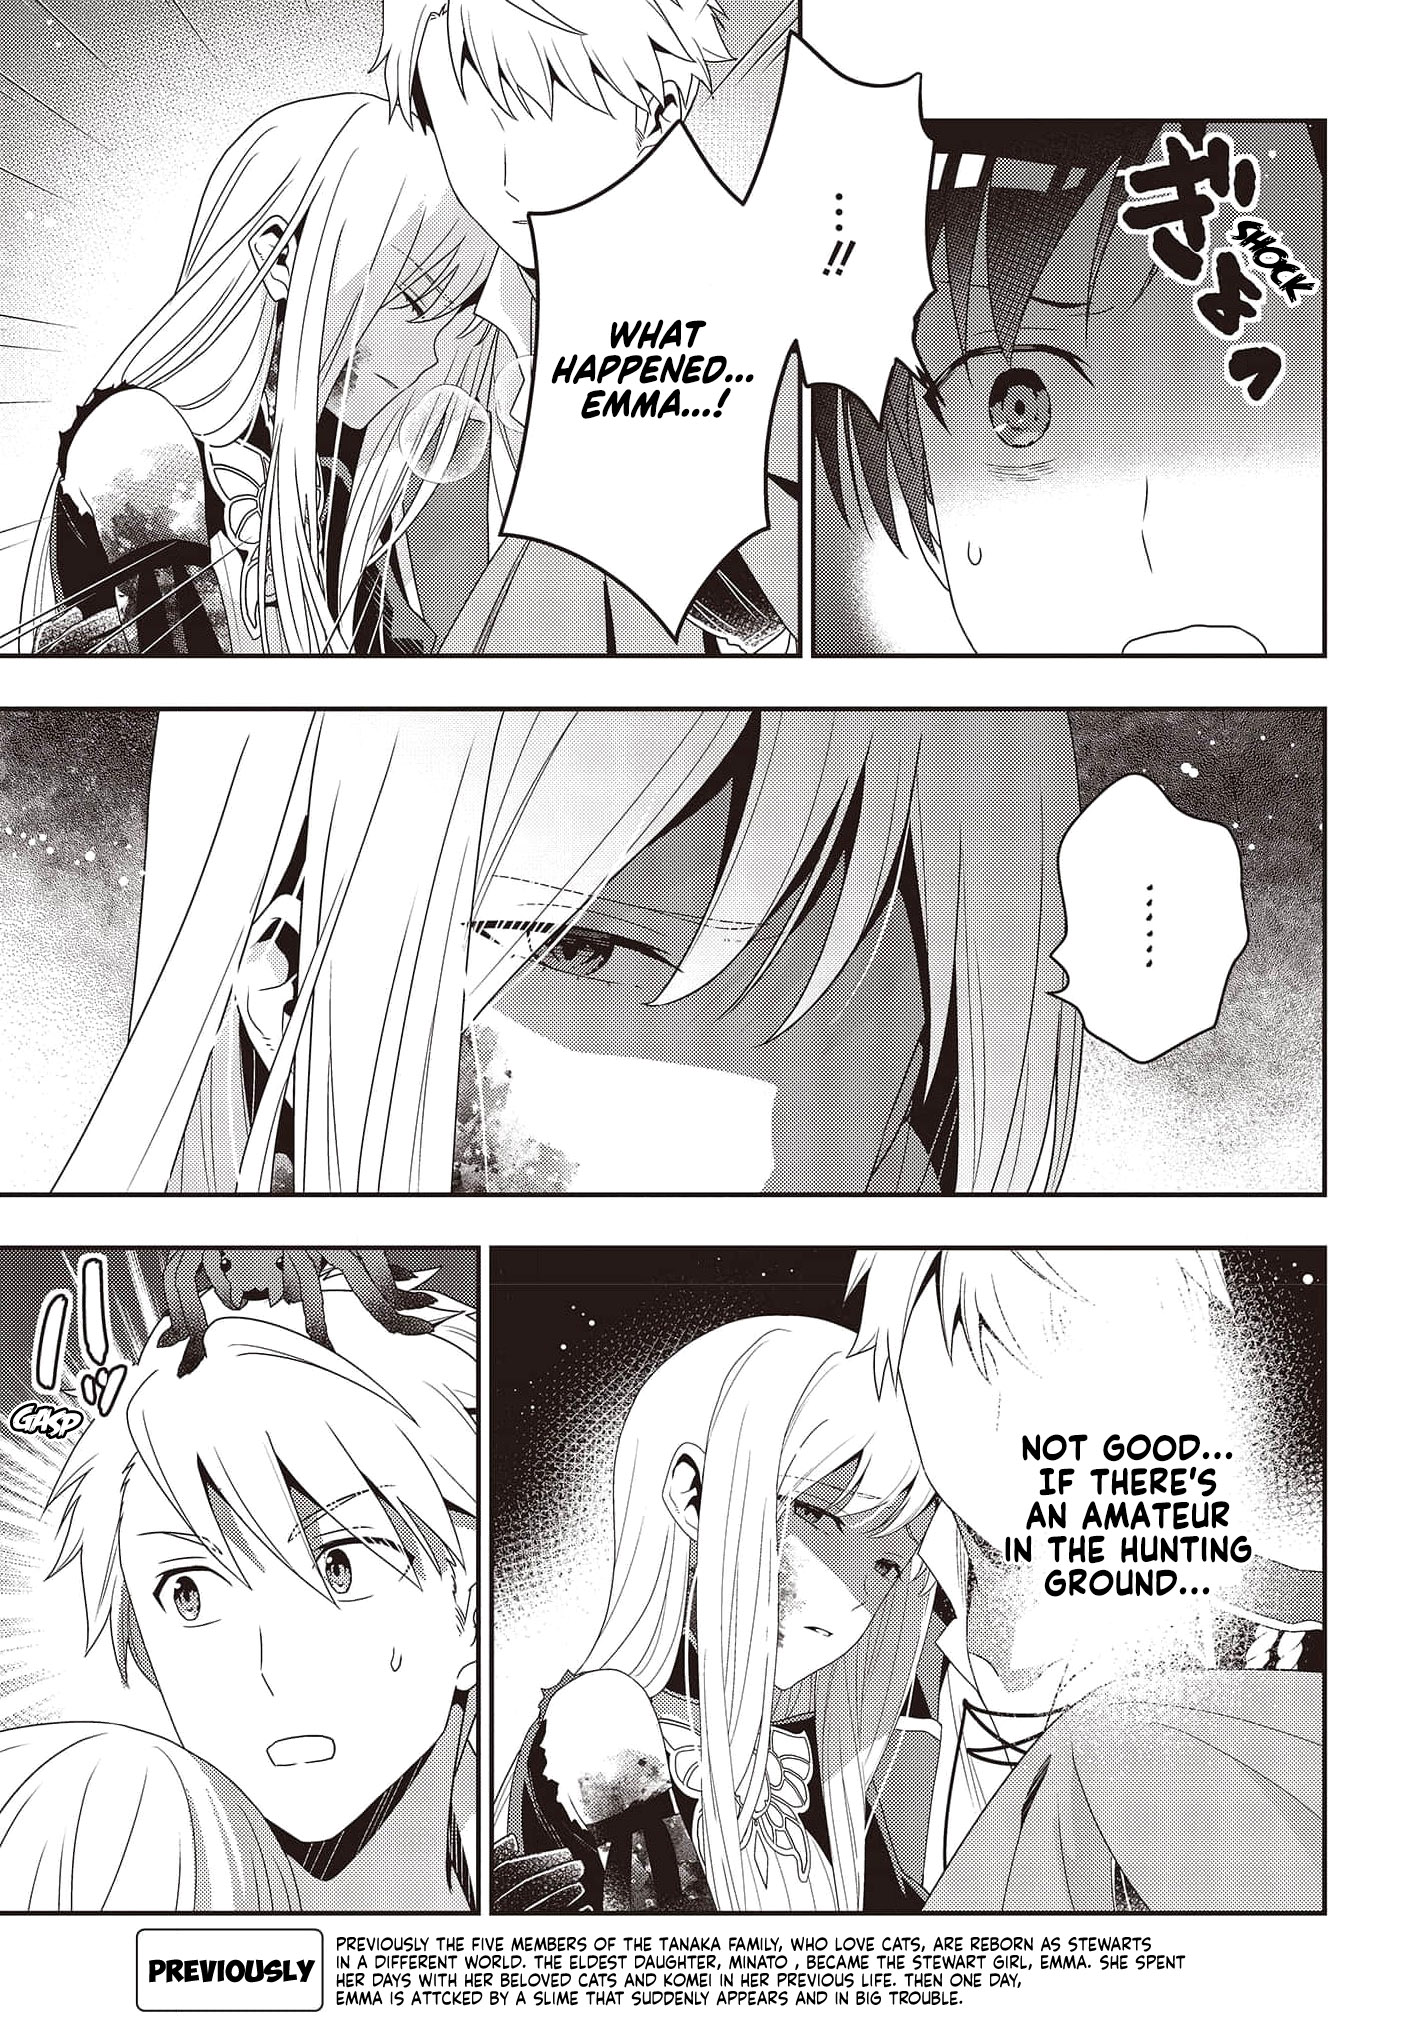 ぎょっ
SHOCK
…!!
WHAT
HAPPENED...
EMMA...!
.......
NOT GOOD...
IF THERE'S
AN AMATEUR
IN THE HUNTING
GROUND...
ハッ
GASP
PREVIOUSLY
PREVIOUSLY THE FIVE MEMBERS OF THE TANAKA FAMILY, WHO LOVE CATS, ARE REBORN AS STEWARTS
IN A DIFFERENT WORLD. THE ELDEST DAUGHTER, MINATO , BECAME THE STEWART GIRL, EMMA. SHE SPENT
HER DAYS WITH HER BELOVED CATS AND KOMEI IN HER PREVIOUS LIFE. THEN ONE DAY,
EMMA IS ATTCKED BY A SLIME THAT SUDDENLY APPEARS AND IN BIG TROUBLE.